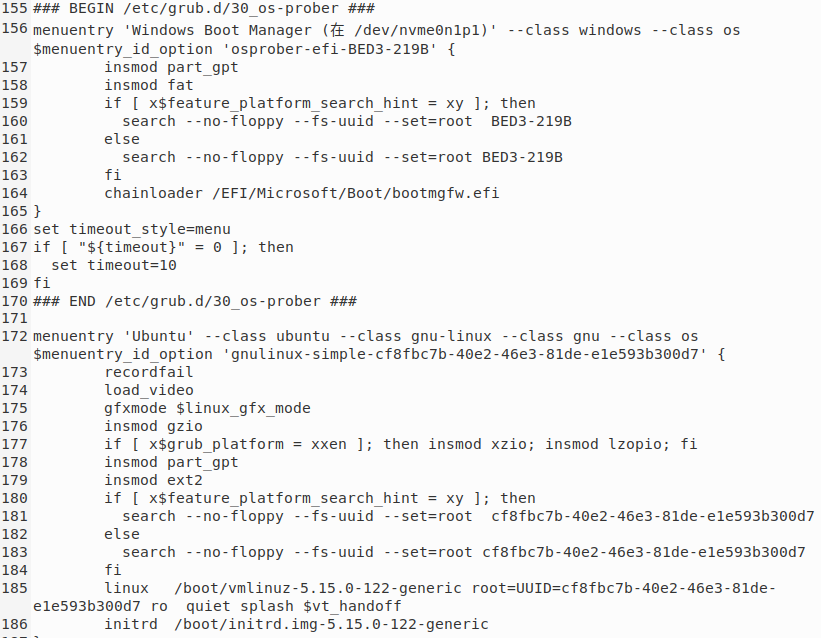 155 ### BEGIN /etc/grub.d/30_os-prober ###
156 menuentry 'Windows Boot Manager (在 /dev/nvme0n1p1)' --class windows --class os
$menuentry_id_option 'osprober-efi-BED3-219B' {
157         insmod part_gpt
158         insmod fat
159         if [ x$feature_platform_search_hint = xy ]; then
160           search --no-floppy --fs-uuid --set=root  BED3-219B
161         else
162           search --no-floppy --fs-uuid --set=root BED3-219B
163         fi
164         chainloader /EFI/Microsoft/Boot/bootmgfw.efi
165 }
166 set timeout_style=menu
167 if [ "${timeout}" = 0 ]; then
168   set timeout=10
169 fi
170 ### END /etc/grub.d/30_os-prober ###
171
172 menuentry 'Ubuntu' --class ubuntu --class gnu-linux --class gnu --class os
$menuentry_id_option 'gnulinux-simple-cf8fbc7b-40e2-46e3-81de-e1e593b300d7' {
173         recordfail
174         load_video
175         gfxmode $linux_gfx_mode
176         insmod gzio
177         if [ x$grub_platform = xxen ]; then insmod xzio; insmod lzopio; fi
178         insmod part_gpt
179         insmod ext2
180         if [ x$feature_platform_search_hint = xy ]; then
181           search --no-floppy --fs-uuid --set=root  cf8fbc7b-40e2-46e3-81de-e1e593b300d7
182         else
183           search --no-floppy --fs-uuid --set=root cf8fbc7b-40e2-46e3-81de-e1e593b300d7
184         fi
185         linux   /boot/vmlinuz-5.15.0-122-generic root=UUID=cf8fbc7b-40e2-46e3-81de-
e1e593b300d7 ro  quiet splash $vt_handoff
186         initrd  /boot/initrd.img-5.15.0-122-generic